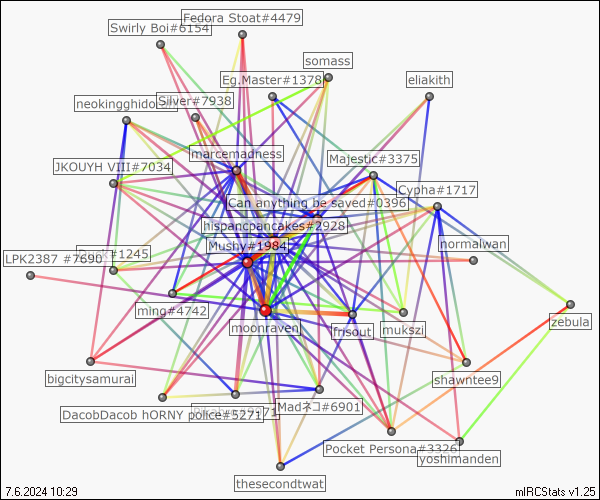 Fedora Stoat#4479
Swirly Boi#6154
somass
Eg.Master#1378
eliakith
Silver#7938
marcemadness
Majestic#3375
JKOUYH VIII#7034
Cypha#1717
Can anything be saved#0396
hispancpancakes#2928
Mushy#1984
normalwan
LPK2387 #7690
ming#4742
moonraven
frisout
mukszi
zebula
bigcitysamurai
shawntee9
DacobDacob hORNY police#5271
Madネコ#6901
Pocket Persona#3326
yoshimanden
thesecondtwat
7.6.2024 10:29
mIRCStats v1.25